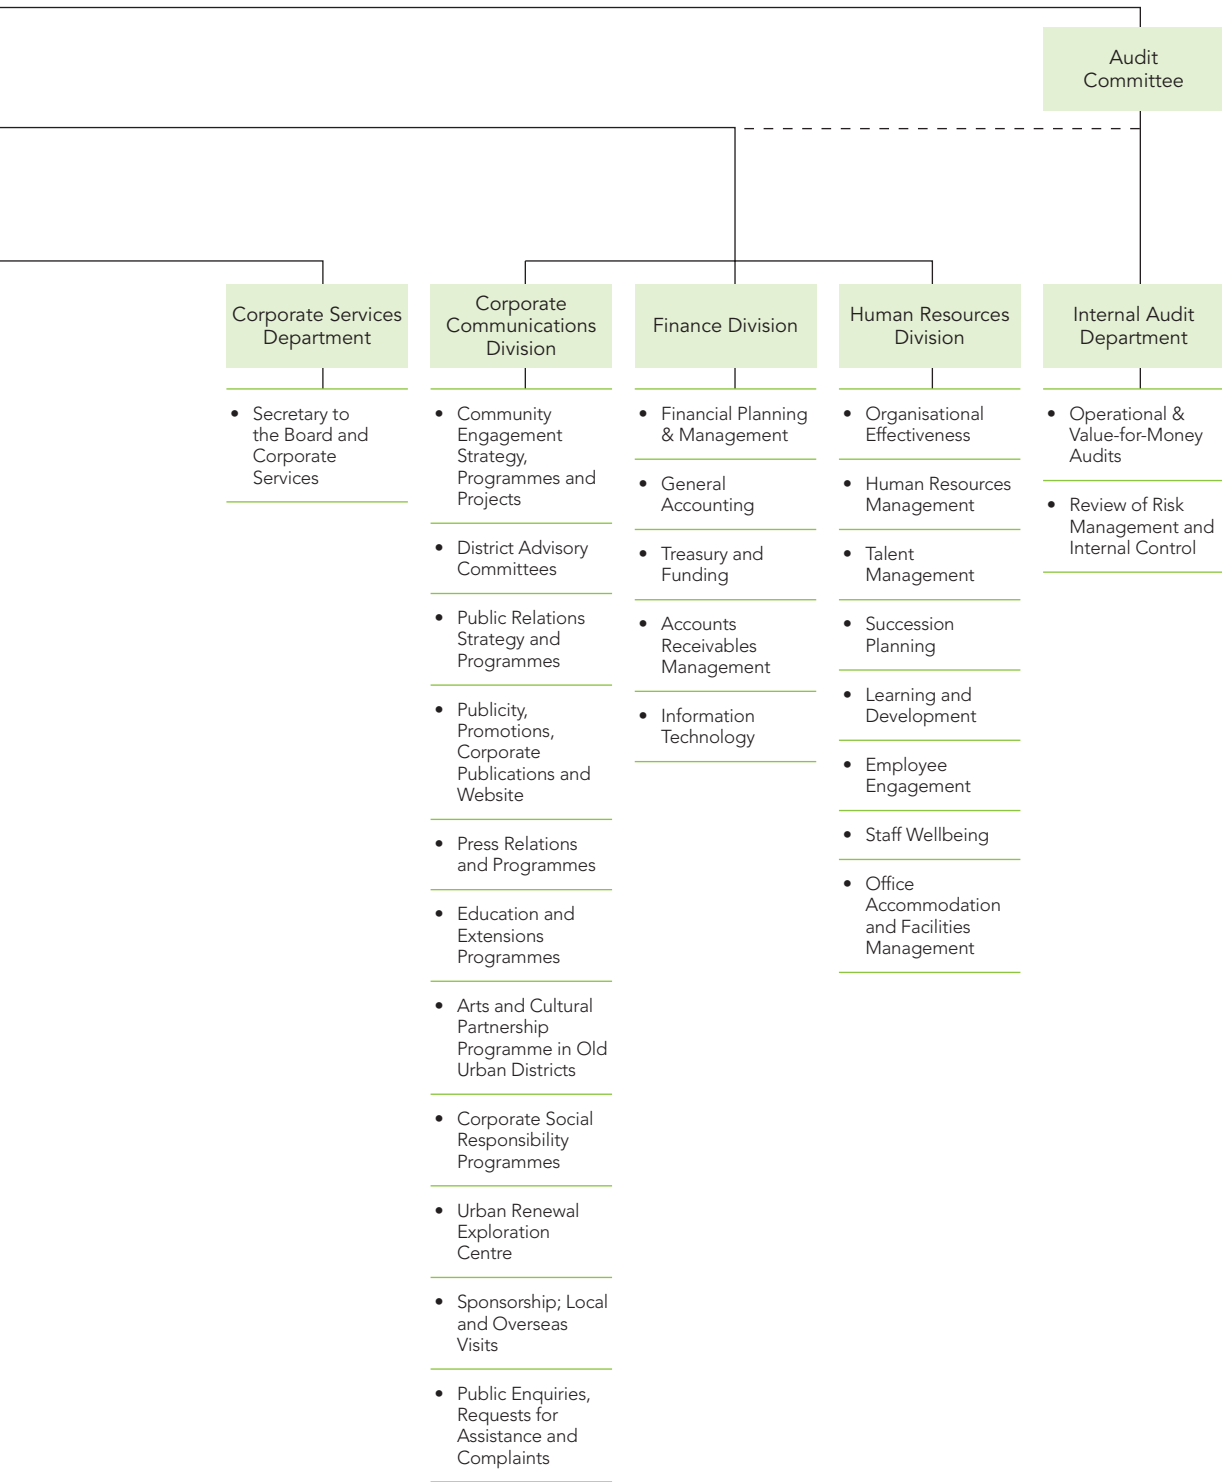 Audit
Committee
Corporate Services
Department
• Secretary to
the Board and
Corporate
Services
Corporate
Communications
Division
• Community
Engagement
Strategy,
Programmes and
Projects
• District Advisory
Committees
• Public Relations
Strategy and
Programmes
• Publicity,
Promotions,
Corporate
Publications and
Website
• Press Relations
and Programmes
• Education and
Extensions
Programmes
• Arts and Cultural
Partnership
Programme in Old
Urban Districts
• Corporate Social
Responsibility
Programmes
• Urban Renewal
Exploration
Centre
• Sponsorship; Local
and Overseas
Visits
• Public Enquiries,
Requests for
Assistance and
Complaints
Finance Division
• Financial Planning
& Management
• General
Accounting
• Treasury and
Funding
• Accounts
Receivables
Management
• Information
Technology
Human Resources
Division
• Organisational
Effectiveness
• Human Resources
Management
• Talent
Management
• Succession
Planning
• Learning and
Development
• Employee
Engagement
• Staff Wellbeing
• Office
Accommodation
and Facilities
Management
Internal Audit
Department
• Operational &
Value-for-Money
Audits
• Review of Risk
Management and
Internal Control